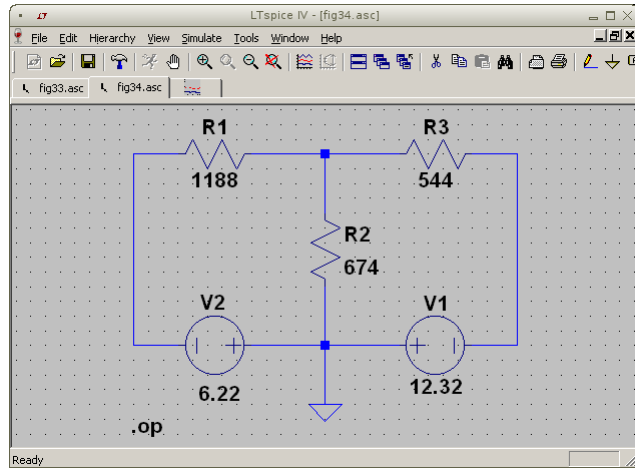 LTspice IV - [fig34.asc]
File Edit Hierarchy View Simulate Tools Window Help
fig33.asc fig34.asc
R1
1188
R3
544
R2
674
V2
6.22
V1
12.32
.op
Ready